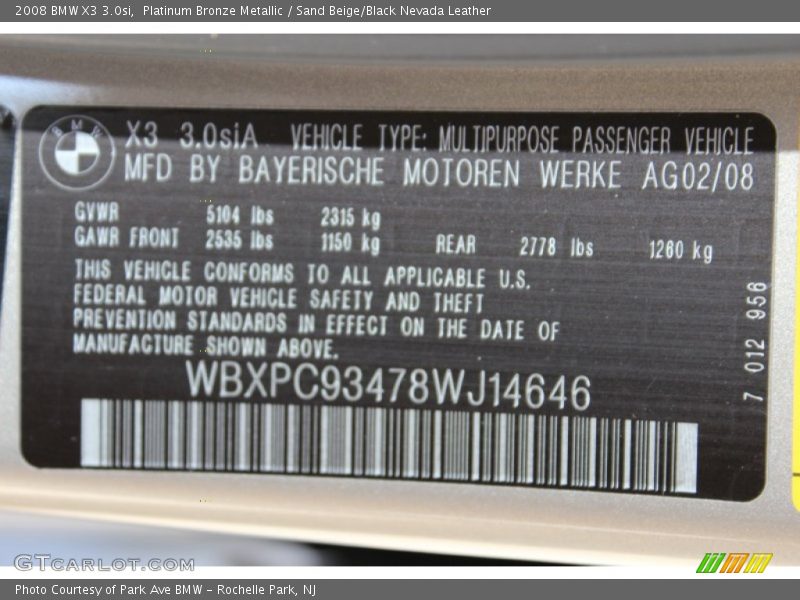 2008 BMW X3 3.0si, Platinum Bronze Metallic / Sand Beige/Black Nevada Leather
BMW
X3 3.0siA VEHICLE TYPE: MULTIPURPOSE PASSENGER VEHICLE
MFD BY BAYERISCHE MOTOREN WERKE AG02/08
GVWR 5104 lbs 2315 kg
GAWR FRONT 2535 lbs 1150 kg REAR 2778 lbs 1260 kg
THIS VEHICLE CONFORMS TO ALL APPLICABLE U.S.
FEDERAL MOTOR VEHICLE SAFETY AND THEFT
PREVENTION STANDARDS IN EFFECT ON THE DATE OF
MANUFACTURE SHOWN ABOVE.
WBXPC93478WJ14646
7 012 956
GTCARLOT.COM
Photo Courtesy of Park Ave BMW - Rochelle Park, NJ